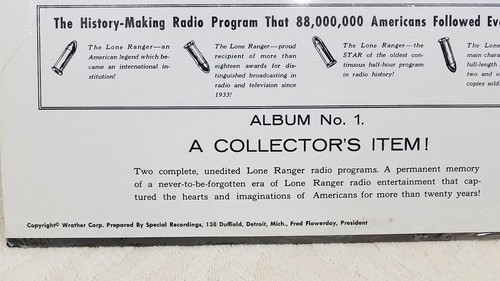 The History-Making Radio Program That 88,000,000 Americans Followed Ev
The Lone Ranger—an
American legend which be-
came an international in-
stitution!
The Lone Ranger—proud
recipient of more than
eighteen awards for dis-
tinguished broadcasting in
radio and television since
1933!
The Lone Ranger—the
STAR of the oldest con-
tinuous half-hour program
in radio history!
The Lone
main chara
full-length
two and o
copies sold.
ALBUM No. 1.
A COLLECTOR'S ITEM!
Two complete, unedited Lone Ranger radio programs. A permanent memory
of a never-to-be-forgotten era of Lone Ranger radio entertainment that cap-
tured the hearts and imaginations of Americans for more than twenty years!
Copyright© Wrather Corp. Prepared By Special Recordings, 138 Duffield, Detroit, Mich., Fred Flowerday, President